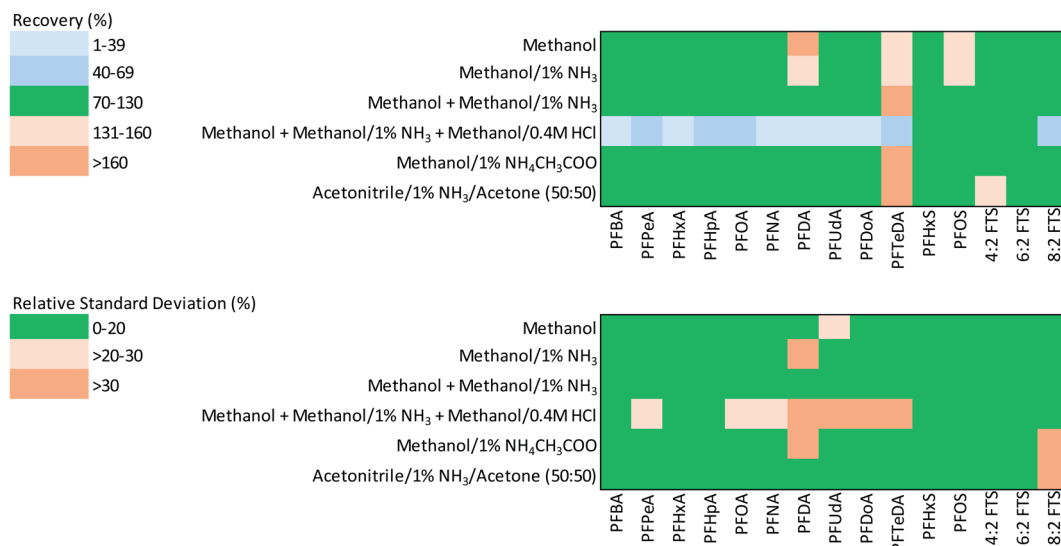 Recovery (%)
1-39
40-69
70-130
131-160
>160
Methanol
Methanol/1% NH₃
Methanol + Methanol/1% NH₃
Methanol + Methanol/1% NH₃ + Methanol/0.4M HCl
Methanol/1% NH₄CH₃COO
Acetonitrile/1% NH₃/Acetone (50:50)
PFBA
PFPeA
PFHxA
PFHpA
PFOA
PFNA
PFDA
PFUdA
PFDoA
PFTeDA
PFHxS
PFOS
4:2 FTS
6:2 FTS
8:2 FTS
Relative Standard Deviation (%)
0-20
>20-30
>30
Methanol
Methanol/1% NH₃
Methanol + Methanol/1% NH₃
Methanol + Methanol/1% NH₃ + Methanol/0.4M HCl
Methanol/1% NH₄CH₃COO
Acetonitrile/1% NH₃/Acetone (50:50)
PFBA
PFPeA
PFHxA
PFHpA
PFOA
PFNA
PFDA
PFUdA
PFDoA
PFTeDA
PFHxS
PFOS
4:2 FTS
6:2 FTS
8:2 FTS